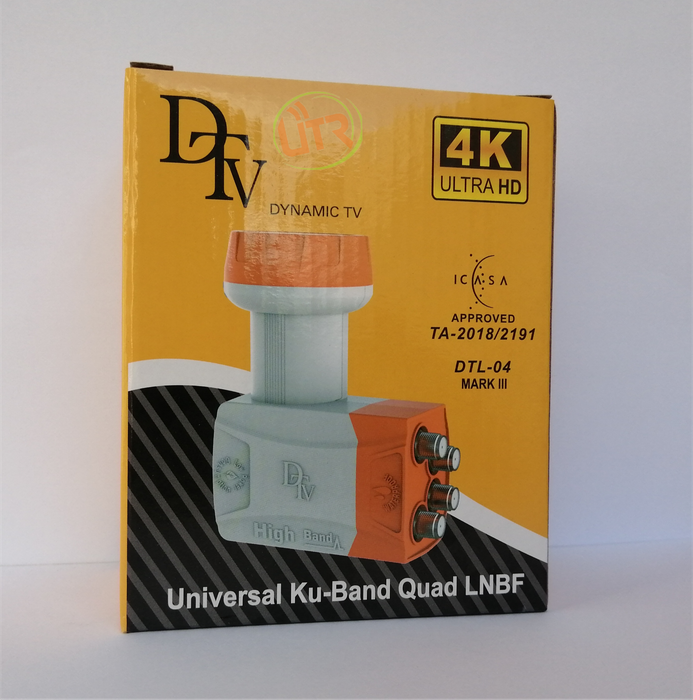 DTV
UTR
DYNAMIC TV
4K
ULTRA HD
ICASA
APPROVED
TA-2018/2191
DTL-04
MARK III
DTV
High Band
Universal Ku-Band Quad LNBF